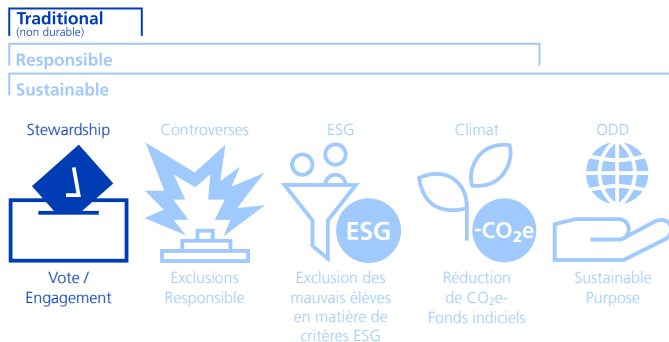 Traditional
(non durable)
Responsible
Sustainable
Stewardship
Controverses
ESG
Climat
ODD
ESG
-CO₂e
Vote /
Engagement
Exclusions
Responsible
Exclusion des
mauvais élèves
en matière de
critères ESG
Réduction
de CO₂e-
Fonds indiciels
Sustainable
Purpose